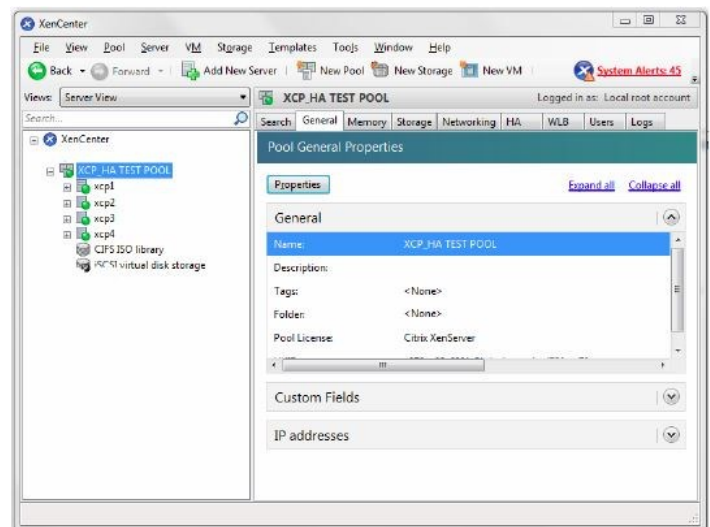 XenCenter
File View Pool Server VM Storage Templates Tools Window Help
Back Forward Add New Server New Pool New Storage New VM System Alerts: 45
Views: Server View
XCP_HA TEST POOL Logged in as: Local root account
Search...
Search General Memory Storage Networking HA WLB Users Logs
XenCenter
XCP_HA TEST POOL
xcp1
xcp2
xcp3
xcp4
CIFS ISO library
iSCSI virtual disk storage
Pool General Properties
Properties Expand all Collapse all
General
Name: XCP_HA TEST POOL
Description:
Tags: <None>
Folder: <None>
Pool License: Citrix XenServer
Custom Fields
IP addresses